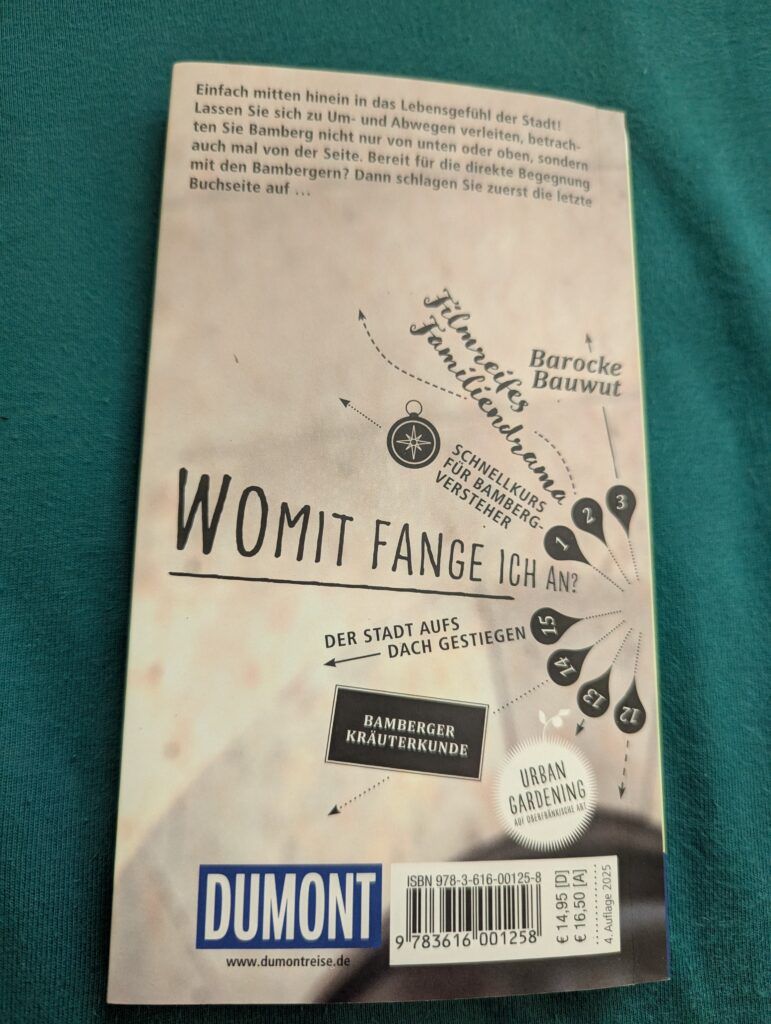 Einfach mitten hinein in das Lebensgefühl der Stadt!
Lassen Sie sich zu Um- und Abwegen verleiten, betrach-
ten Sie Bamberg nicht nur von unten oder oben, sondern
auch mal von der Seite. Bereit für die direkte Begegnung
mit den Bambergern? Dann schlagen Sie zuerst die letzte
Buchseite auf ...
Filmreifes
Familiendrama
Barocke
Bauwut
SCHNELLKURS
FÜR BAMBERG-
VERSTEHER
1
2
3
WOMIT FANGE ICH AN?
DER STADT AUFS
DACH GESTIEGEN
15
14
13
12
BAMBERGER
KRÄUTERKUNDE
URBAN
GARDENING
AUF OBERFRÄNKISCHE ART
DUMONT
www.dumontreise.de
ISBN 978-3-616-00125-8
9 783616 001258
€ 14,95 [D]
€ 16,50 [A]
4. Auflage 2025